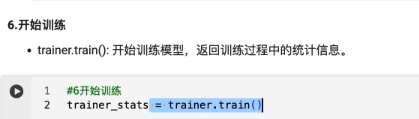 6.开始训练
• trainer.train(): 开始训练模型，返回训练过程中的统计信息。
1 #6开始训练
2 trainer_stats = trainer.train()